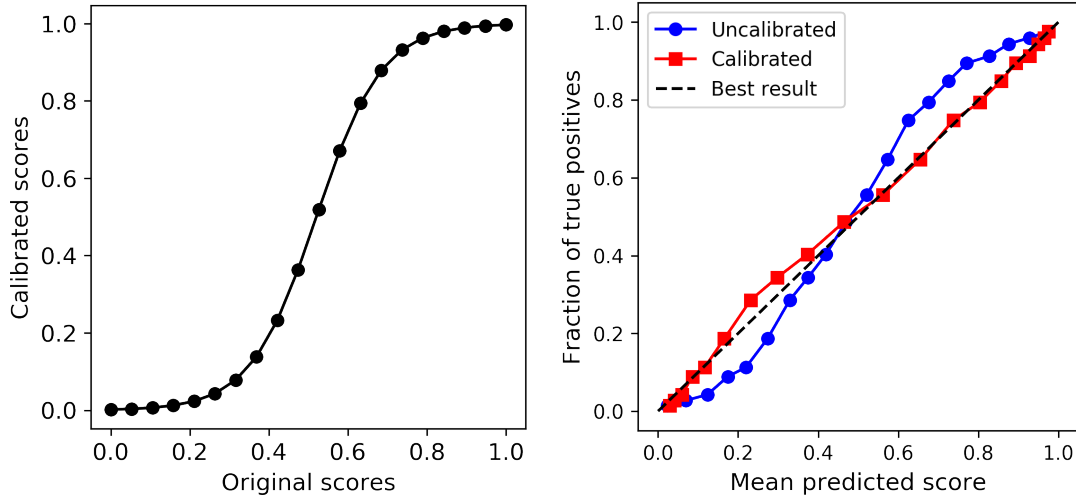 Calibrated scores
1.0
0.8
0.6
0.4
0.2
0.0
0.0 0.2 0.4 0.6 0.8 1.0
Original scores
Fraction of true positives
1.0
0.8
0.6
0.4
0.2
0.0
Uncalibrated
Calibrated
Best result
0.0 0.2 0.4 0.6 0.8 1.0
Mean predicted score